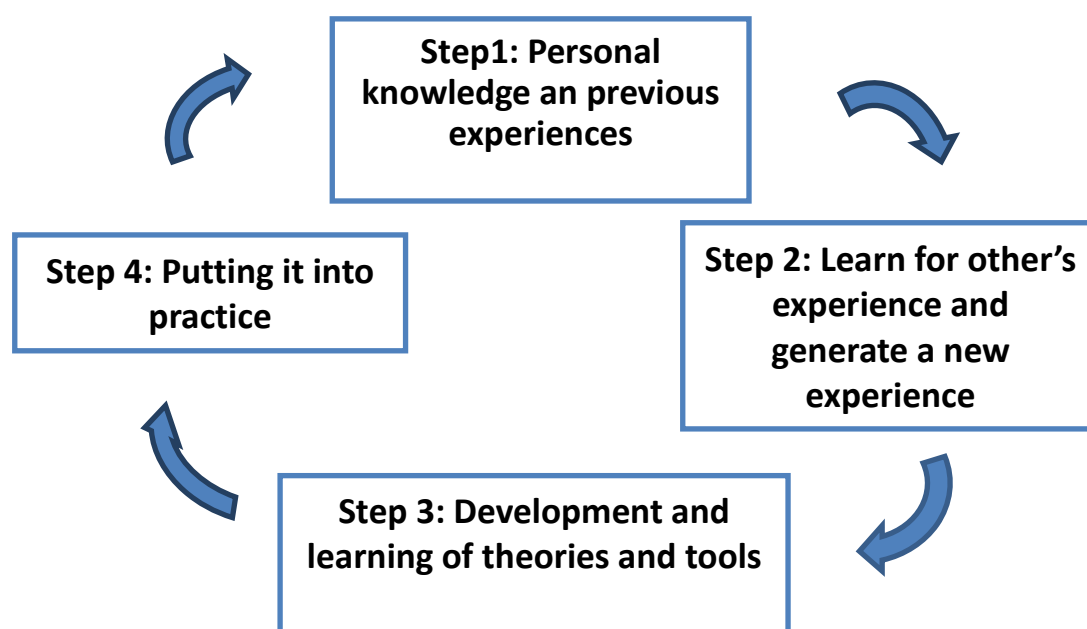 Step1: Personal
knowledge an previous
experiences
Step 2: Learn for other’s
experience and
generate a new
experience
Step 3: Development and
learning of theories and tools
Step 4: Putting it into
practice